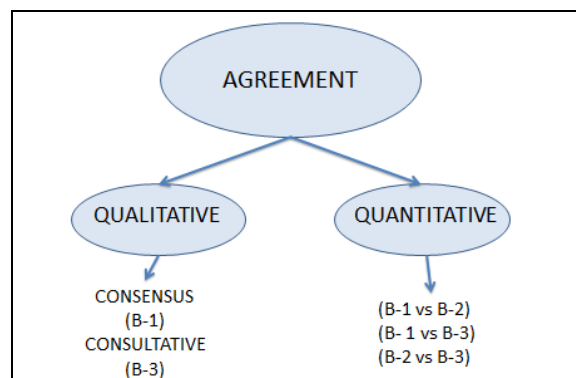 AGREEMENT
QUALITATIVE
QUANTITATIVE
CONSENSUS
(B-1)
CONSULTATIVE
(B-3)
(B-1 vs B-2)
(B- 1 vs B-3)
(B-2 vs B-3)